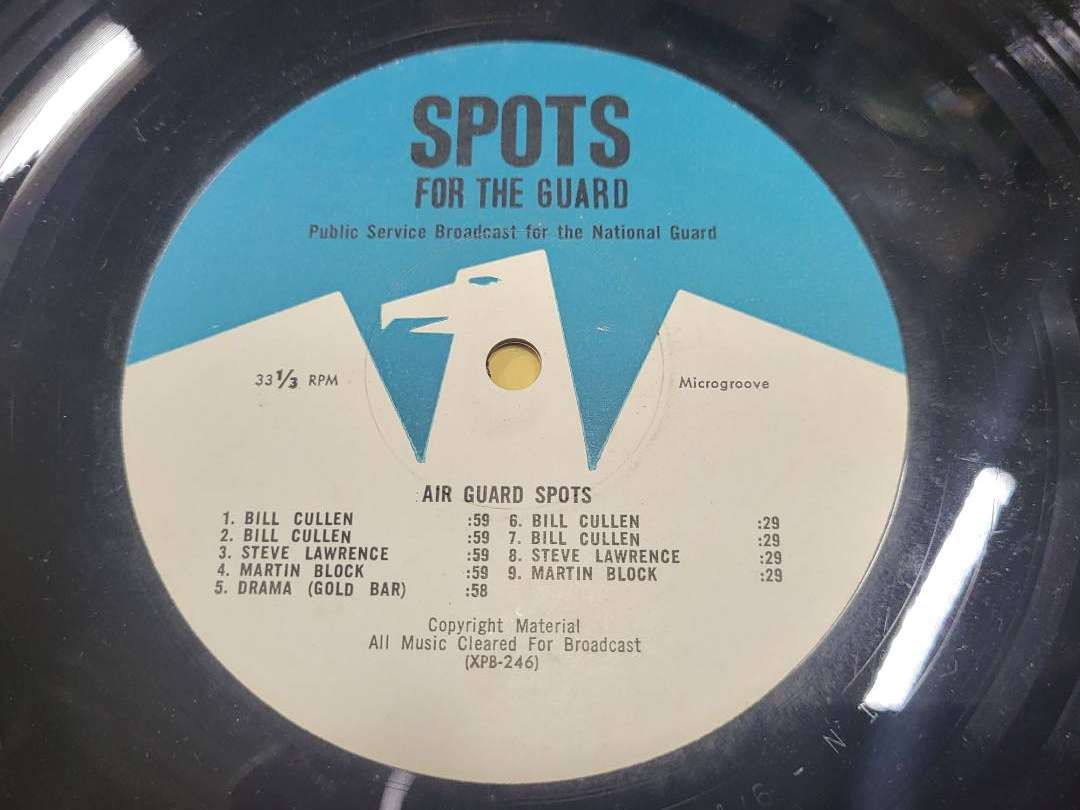 SPOTS
FOR THE GUARD
Public Service Broadcast for the National Guard
33 1/3 RPM
Microgroove
AIR GUARD SPOTS
1. BILL CULLEN :59
2. BILL CULLEN :59
3. STEVE LAWRENCE :59
4. MARTIN BLOCK :59
5. DRAMA (GOLD BAR) :58
6. BILL CULLEN :29
7. BILL CULLEN :29
8. STEVE LAWRENCE :29
9. MARTIN BLOCK :29
Copyright Material
All Music Cleared For Broadcast
(XPB-246)